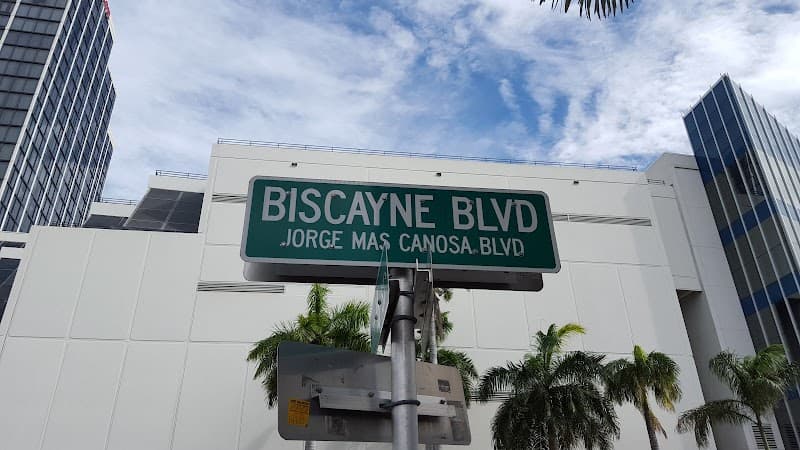 BISCAYNE BLVD
JORGE MAS CANOSA BLVD